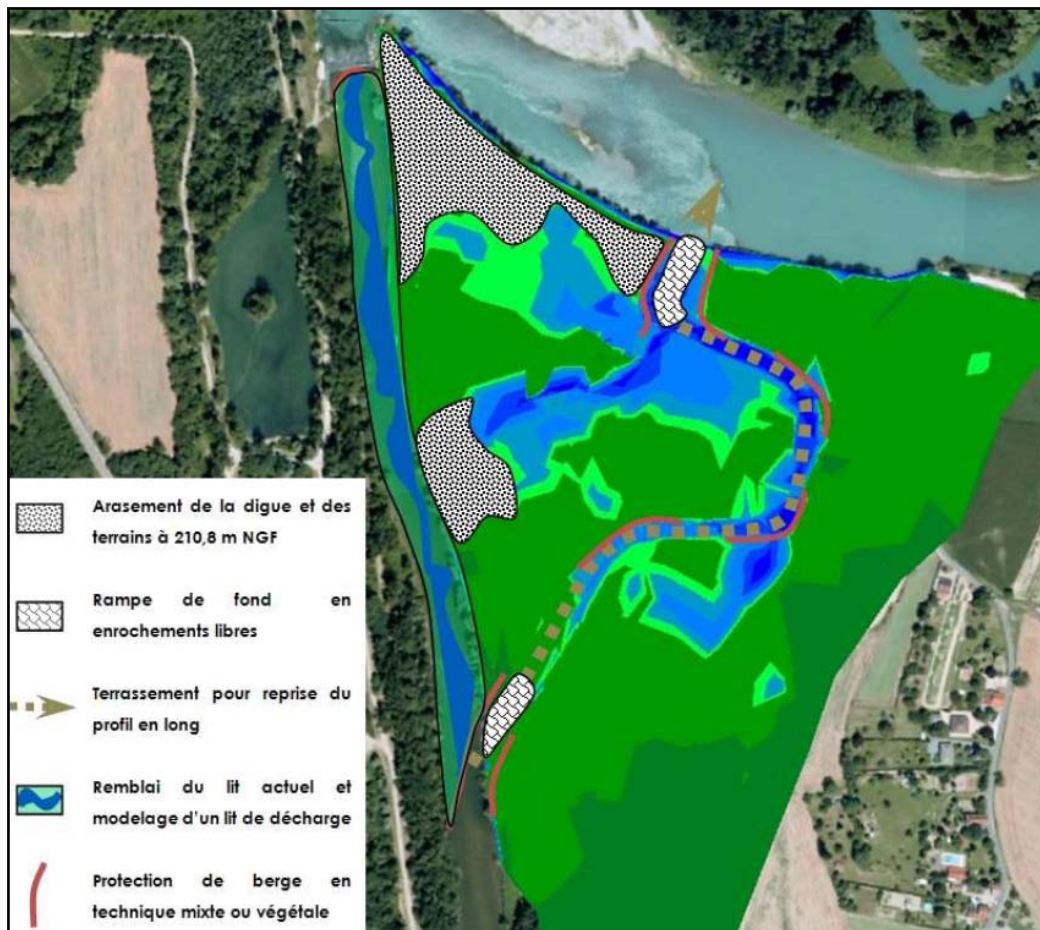 Arasement de la digue et des
terrains à 210,8 m NGF
Rampe de fond en
enrochements libres
Terrassement pour reprise du
profil en long
Remblai du lit actuel et
modelage d'un lit de décharge
Protection de berge en
technique mixte ou végétale